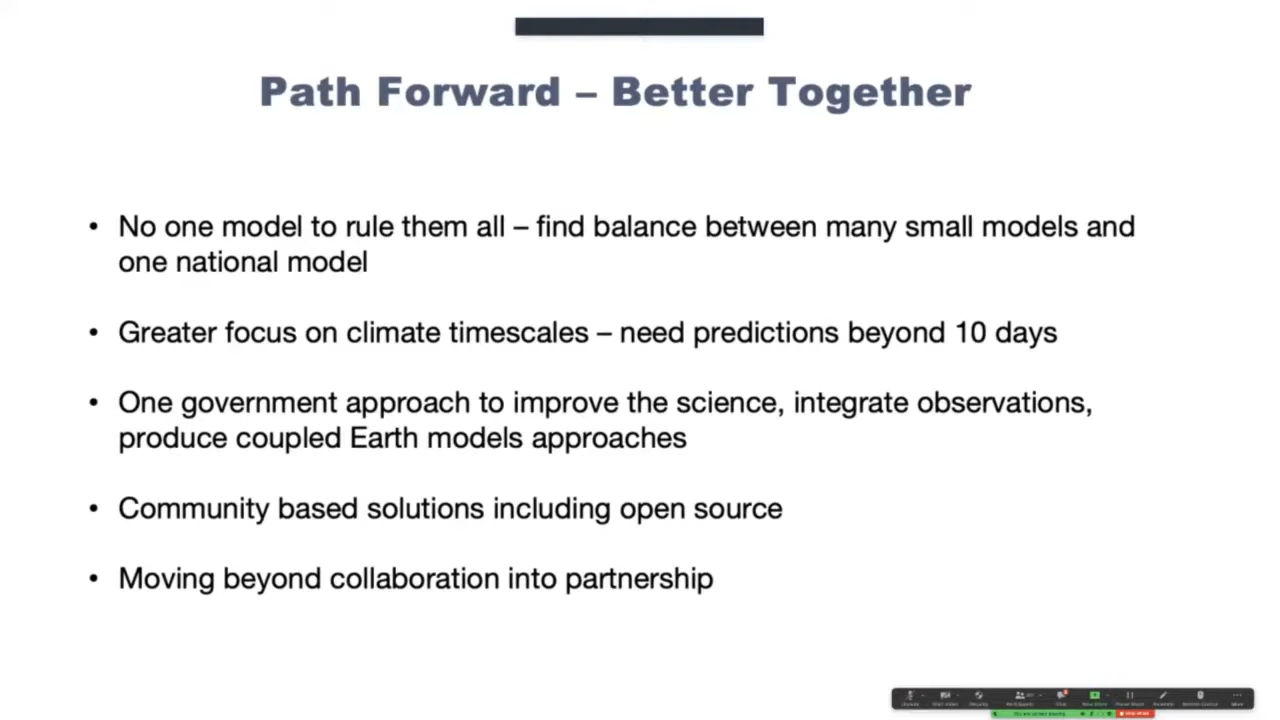 Path Forward – Better Together
• No one model to rule them all – find balance between many small models and
one national model
• Greater focus on climate timescales – need predictions beyond 10 days
• One government approach to improve the science, integrate observations,
produce coupled Earth models approaches
• Community based solutions including open source
• Moving beyond collaboration into partnership